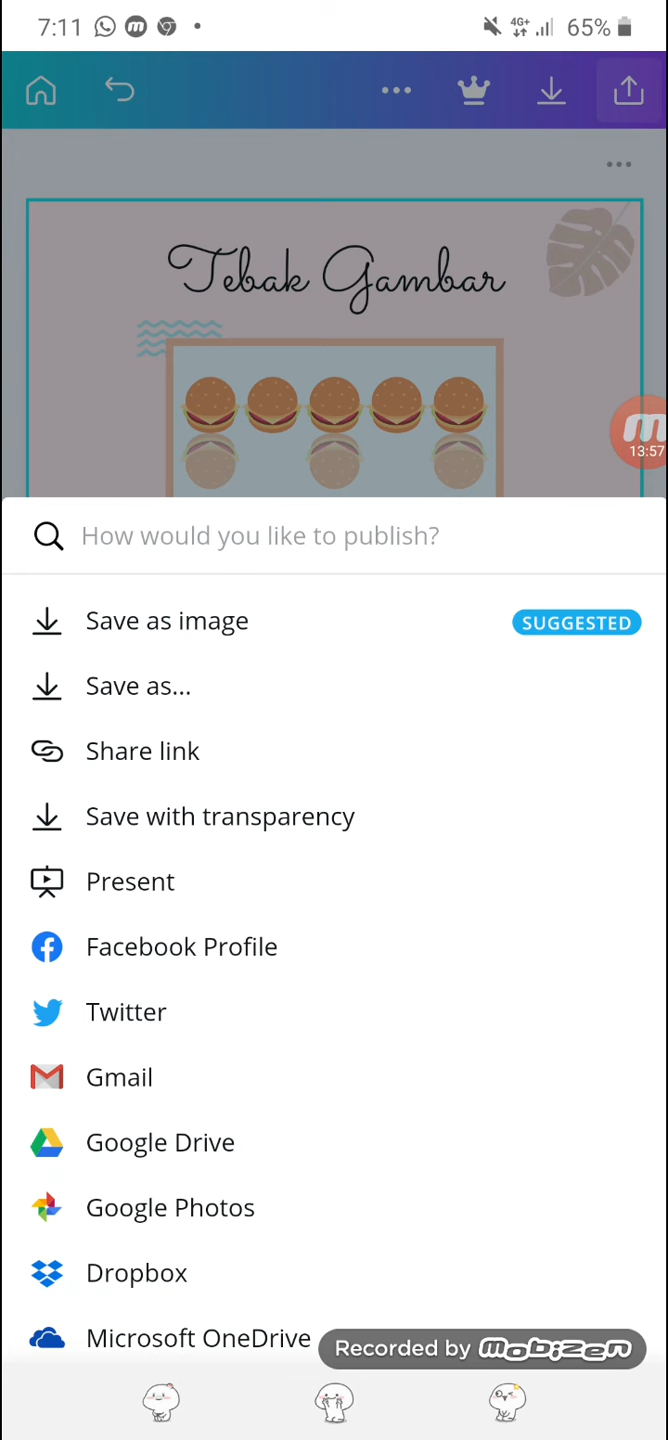 7:11 4G+ 65%
Tebak Gambar
13:57
How would you like to publish?
Save as image SUGGESTED
Save as...
Share link
Save with transparency
Present
Facebook Profile
Twitter
Gmail
Google Drive
Google Photos
Dropbox
Microsoft OneDrive
Recorded by mobizen